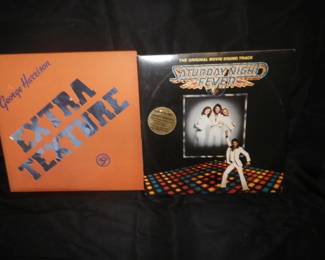 George Harrison
EXTRA
TEXTURE
THE ORIGINAL MOVIE SOUND TRACK
SATURDAY NIGHT
FEVER